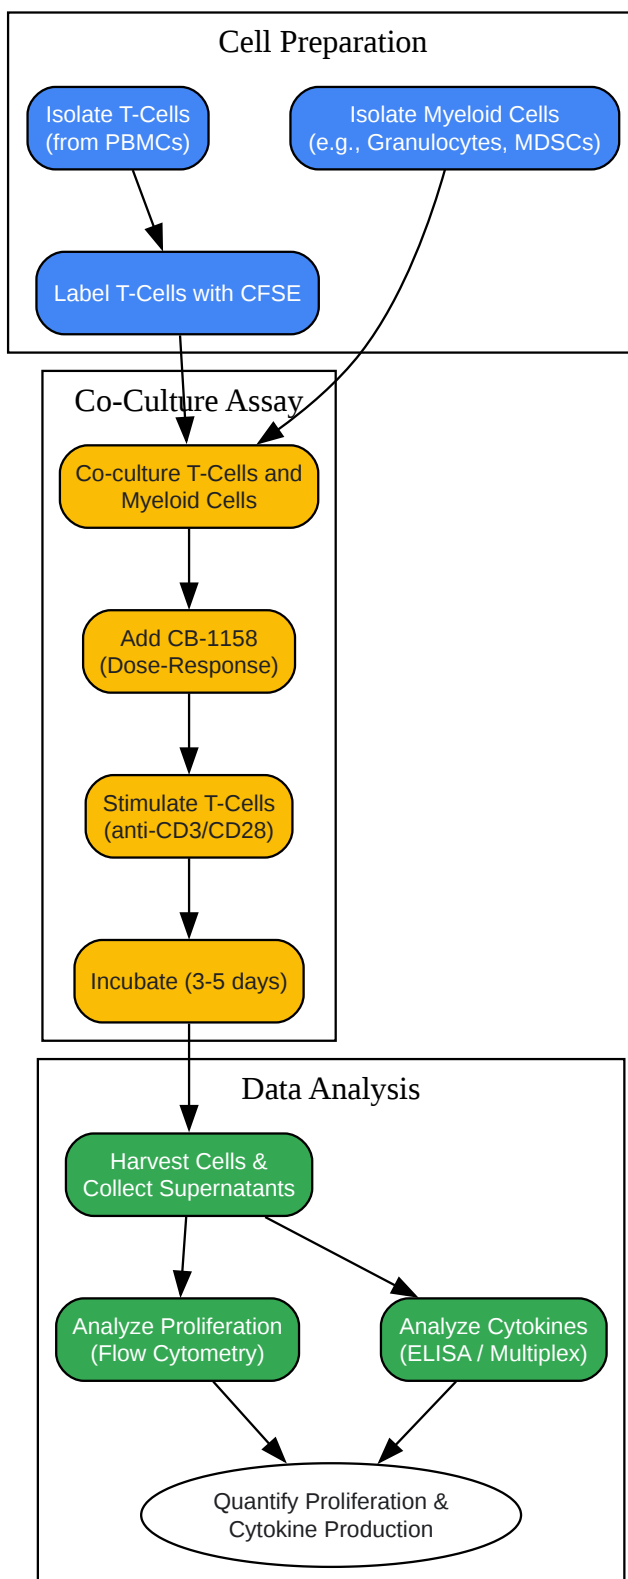 Cell Preparation
Isolate T-Cells
(from PBMCs)
Isolate Myeloid Cells
(e.g., Granulocytes, MDSCs)
Label T-Cells with CFSE
Co-Culture Assay
Co-culture T-Cells and
Myeloid Cells
Add CB-1158
(Dose-Response)
Stimulate T-Cells
(anti-CD3/CD28)
Incubate (3-5 days)
Data Analysis
Harvest Cells &
Collect Supernatants
Analyze Proliferation
(Flow Cytometry)
Analyze Cytokines
(ELISA / Multiplex)
Quantify Proliferation &
Cytokine Production